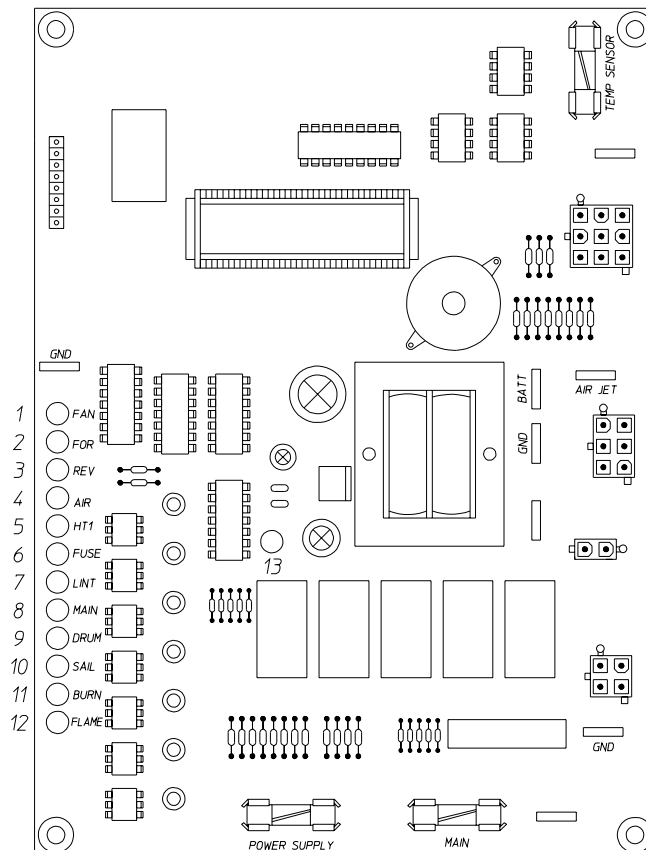 TEMP SENSOR
GND
BATT
AIR JET
1 FAN
2 FOR
GND
3 REV
4 AIR
5 HT1
6 FUSE
13
7 LINT
8 MAIN
9 DRUM
10 SAIL
11 BURN
12 FLAME
GND
POWER SUPPLY
MAIN